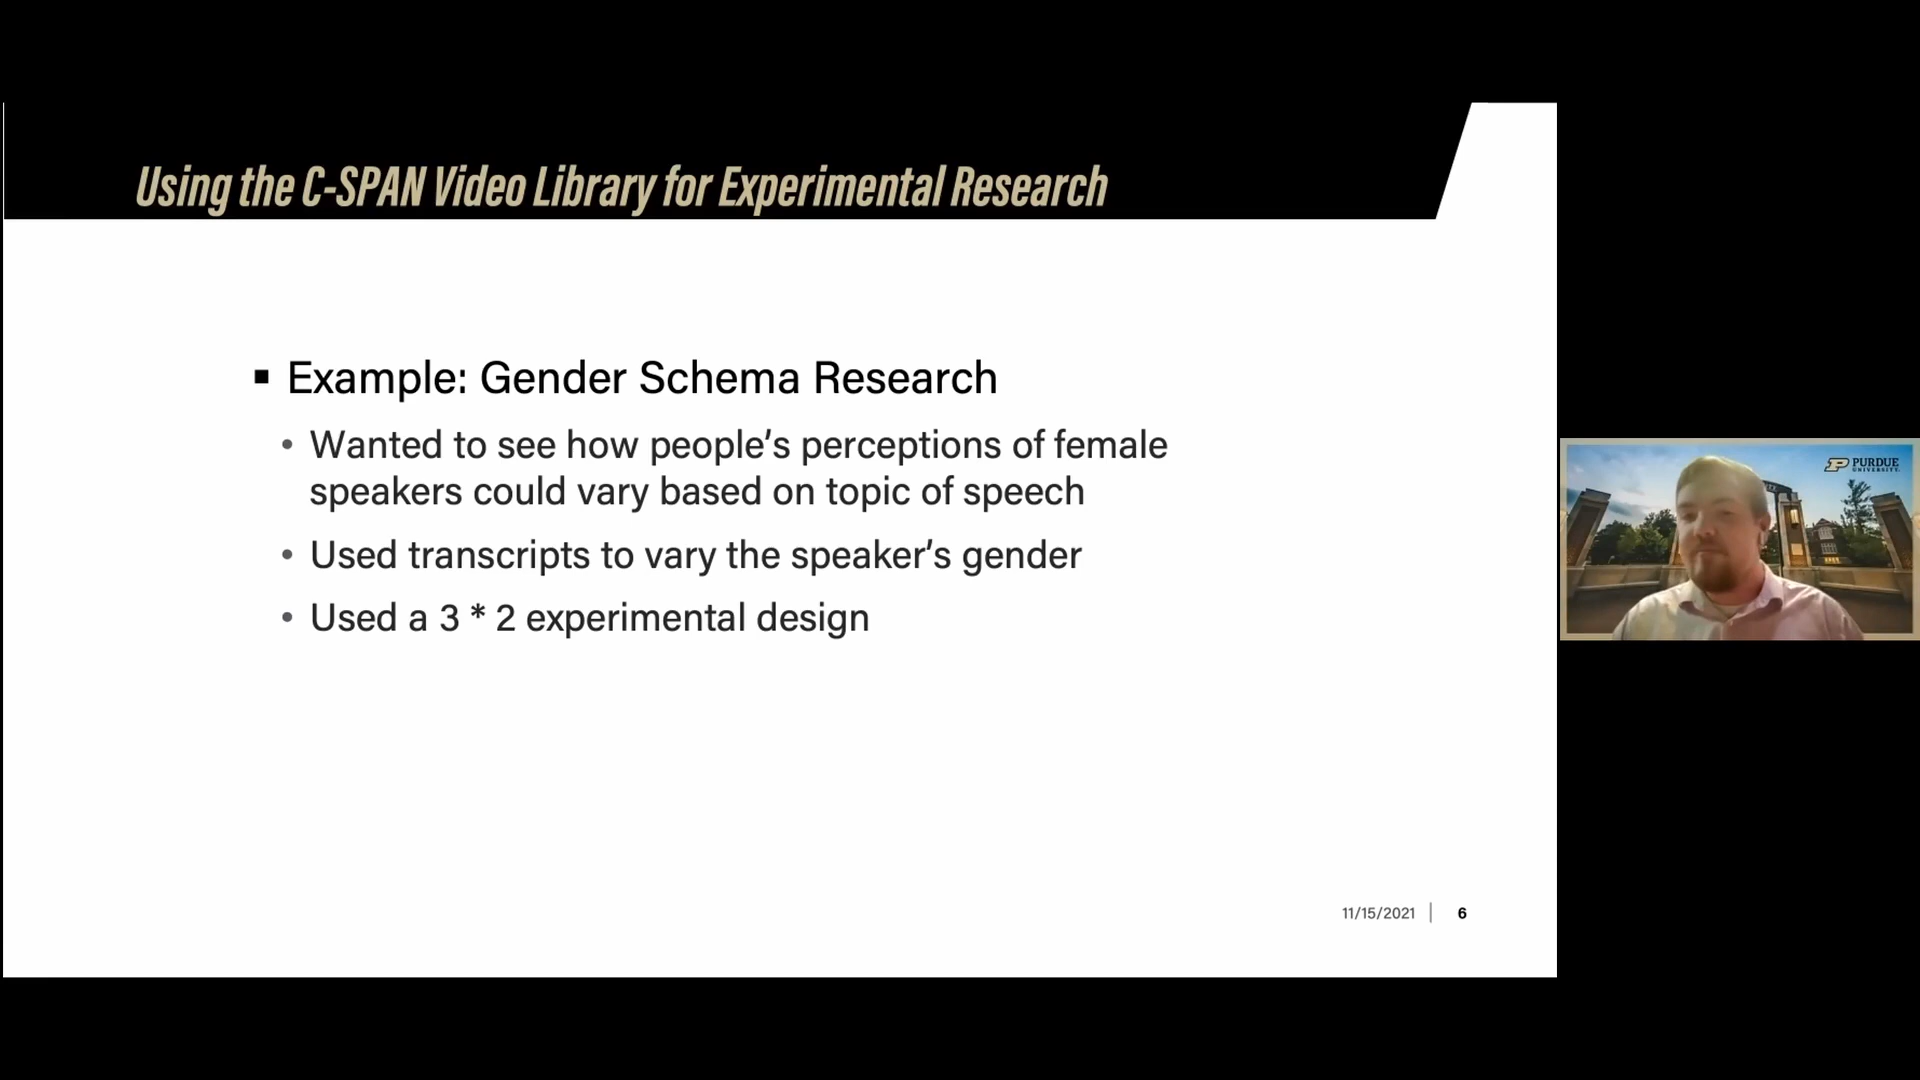 Using the C-SPAN Video Library for Experimental Research
▪ Example: Gender Schema Research
• Wanted to see how people's perceptions of female
speakers could vary based on topic of speech
• Used transcripts to vary the speaker's gender
• Used a 3 * 2 experimental design
11/15/2021 | 6
PURDUE
UNIVERSITY